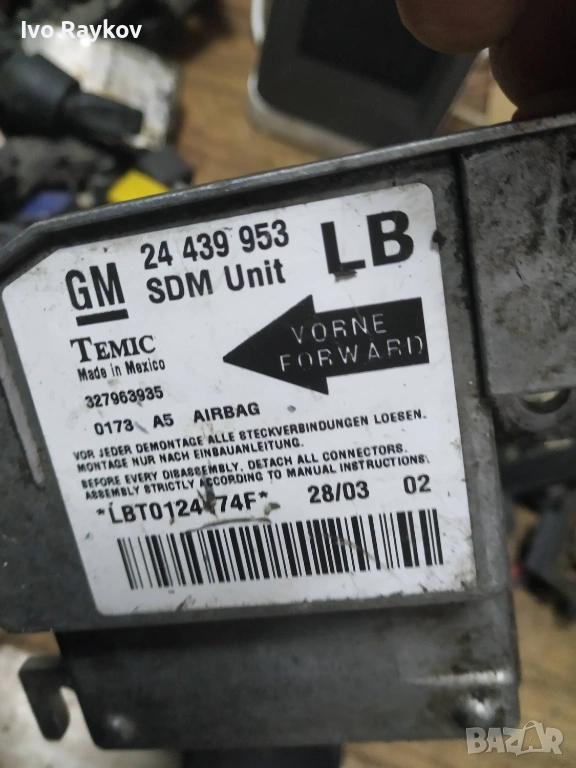 Ivo Raykov
GM
24 439 953
SDM Unit
LB
TEMIC
Made in Mexico
VORNE
FORWARD
327963935
0173 A5 AIRBAG
VOR JEDER DEMONTAGE ALLE STECKVERBINDUNGEN LOESEN.
MONTAGE NUR NACH EINBAUANLEITUNG.
BEFORE EVERY DISASSEMBLY, DETACH ALL CONNECTORS.
ASSEMBLY STRICTLY ACCORDING TO MANUAL INSTRUCTIONS.
28/03 02
BAZAR